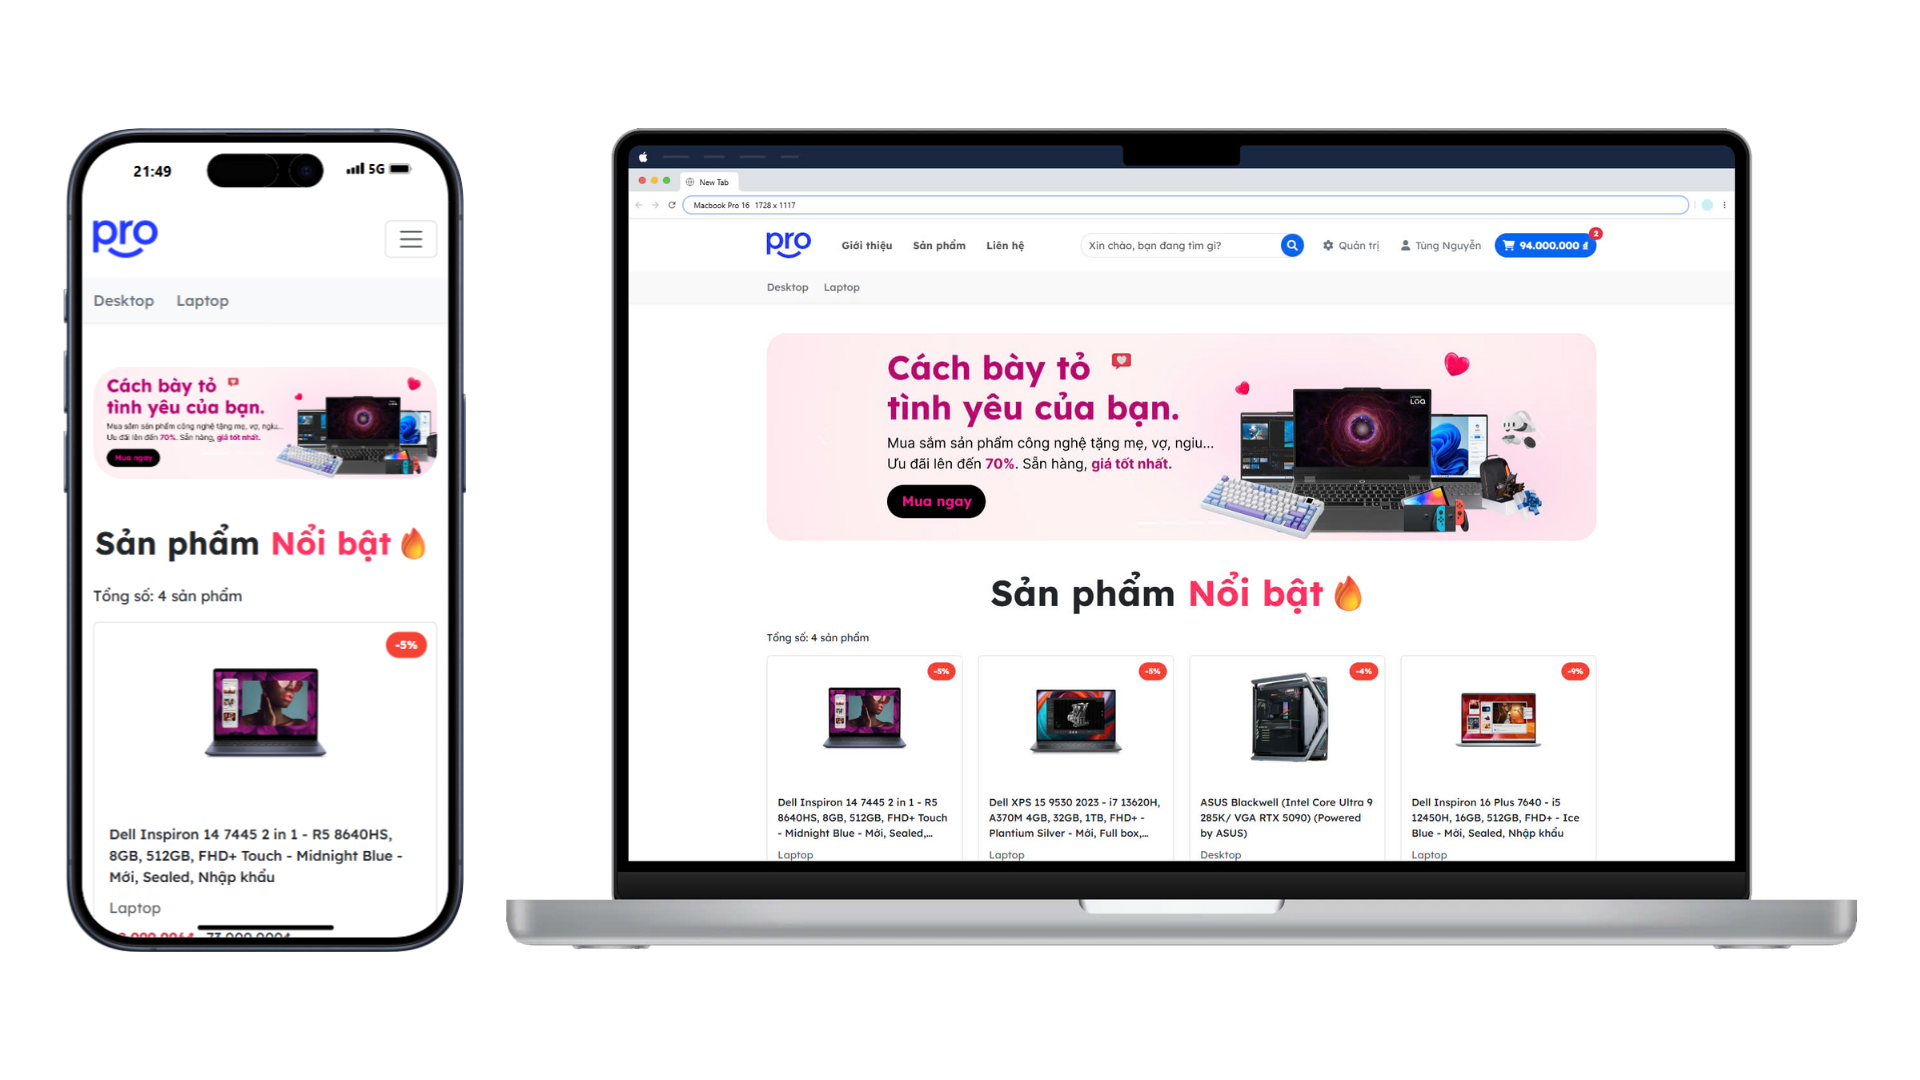 21:49
5G
pro
Desktop Laptop
Cách bày tỏ
tình yêu của bạn.
Mua sắm sản phẩm công nghệ tặng mẹ, vợ, ngiu...
Ưu đãi lên đến 70%. Sẵn hàng, giá tốt nhất.
Mua ngay
Sản phẩm Nổi bật
Tổng số: 4 sản phẩm
-5%
Dell Inspiron 14 7445 2 in 1 - R5 8640HS,
8GB, 512GB, FHD+ Touch - Midnight Blue -
Mới, Sealed, Nhập khẩu
Laptop
New Tab
Macbook Pro 16 1728 x 1117
pro Giới thiệu Sản phẩm Liên hệ Xin chào, bạn đang tìm gì? Quản trị Tùng Nguyễn 94.000.000 ₫ 2
Desktop Laptop
Cách bày tỏ
tình yêu của bạn.
Mua sắm sản phẩm công nghệ tặng mẹ, vợ, ngiu...
Ưu đãi lên đến 70%. Sẵn hàng, giá tốt nhất.
Mua ngay
LOQ
Sản phẩm Nổi bật
Tổng số: 4 sản phẩm
-5%
Dell Inspiron 14 7445 2 in 1 - R5
8640HS, 8GB, 512GB, FHD+ Touch
- Midnight Blue - Mới, Sealed,...
Laptop
-5%
Dell XPS 15 9530 2023 - i7 13620H,
A370M 4GB, 32GB, 1TB, FHD+ -
Plantium Silver - Mới, Full box,...
Laptop
-4%
ASUS Blackwell (Intel Core Ultra 9
285K/ VGA RTX 5090) (Powered
by ASUS)
Desktop
-9%
Dell Inspiron 16 Plus 7640 - i5
12450H, 16GB, 512GB, FHD+ - Ice
Blue - Mới, Sealed, Nhập khẩu
Laptop